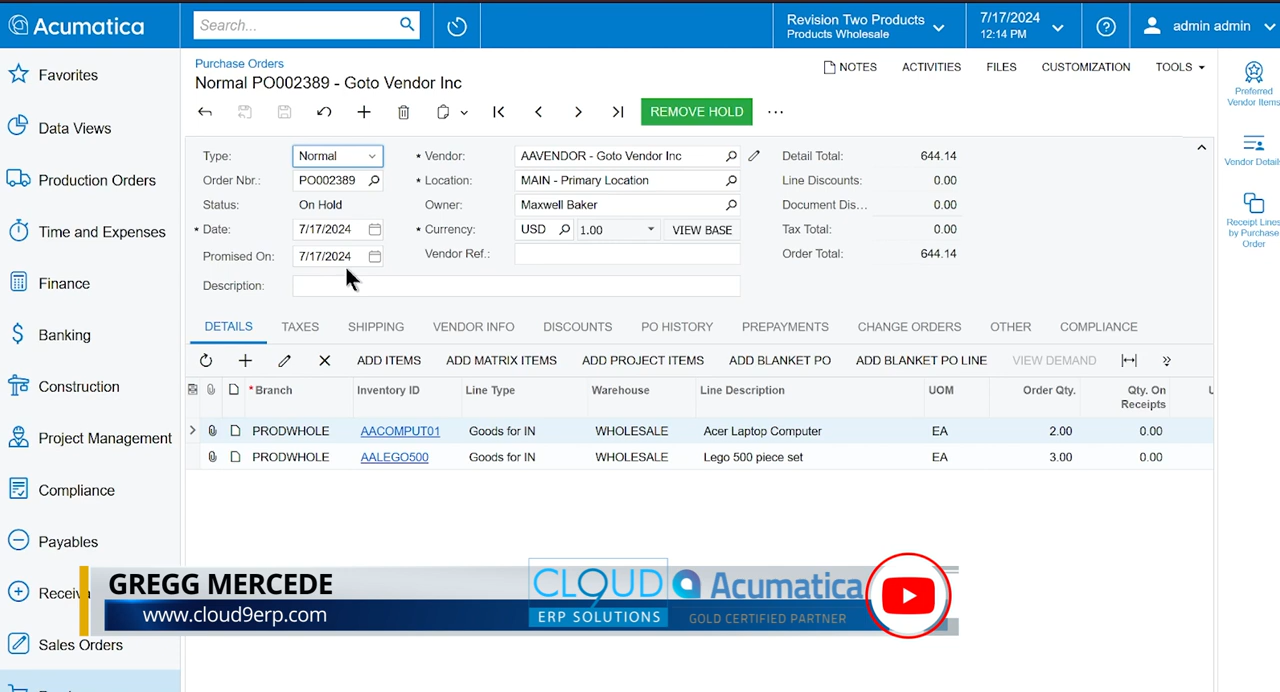 Acumatica
Search...
Revision Two Products
Products Wholesale
7/17/2024
12:14 PM
admin admin
Favorites
Data Views
Production Orders
Time and Expenses
Finance
Banking
Construction
Project Management
Compliance
Payables
Sales Orders
Purchase Orders
Normal PO002389 - Goto Vendor Inc
NOTES
ACTIVITIES
FILES
CUSTOMIZATION
TOOLS
REMOVE HOLD
Preferred
Vendor Items
Vendor Details
Receipt Lines
by Purchase
Order
Type: Normal
* Vendor: AAVENDOR - Goto Vendor Inc
Detail Total: 644.14
Order Nbr.: PO002389
* Location: MAIN - Primary Location
Line Discounts: 0.00
Status: On Hold
Owner: Maxwell Baker
Document Dis... 0.00
* Date: 7/17/2024
* Currency: USD 1.00 VIEW BASE
Tax Total: 0.00
Promised On: 7/17/2024
Vendor Ref.:
Order Total: 644.14
Description:
DETAILS TAXES SHIPPING VENDOR INFO DISCOUNTS PO HISTORY PREPAYMENTS CHANGE ORDERS OTHER COMPLIANCE
ADD ITEMS ADD MATRIX ITEMS ADD PROJECT ITEMS ADD BLANKET PO ADD BLANKET PO LINE VIEW DEMAND
* Branch Inventory ID Line Type Warehouse Line Description UOM Order Qty. Qty. On
Receipts
PRODWHOLE AACOMPUT01 Goods for IN WHOLESALE Acer Laptop Computer EA 2.00 0.00
PRODWHOLE AALEGO500 Goods for IN WHOLESALE Lego 500 piece set EA 3.00 0.00
GREGG MERCEDE
www.cloud9erp.com
CLOUD9
ERP SOLUTIONS
Acumatica
GOLD CERTIFIED PARTNER